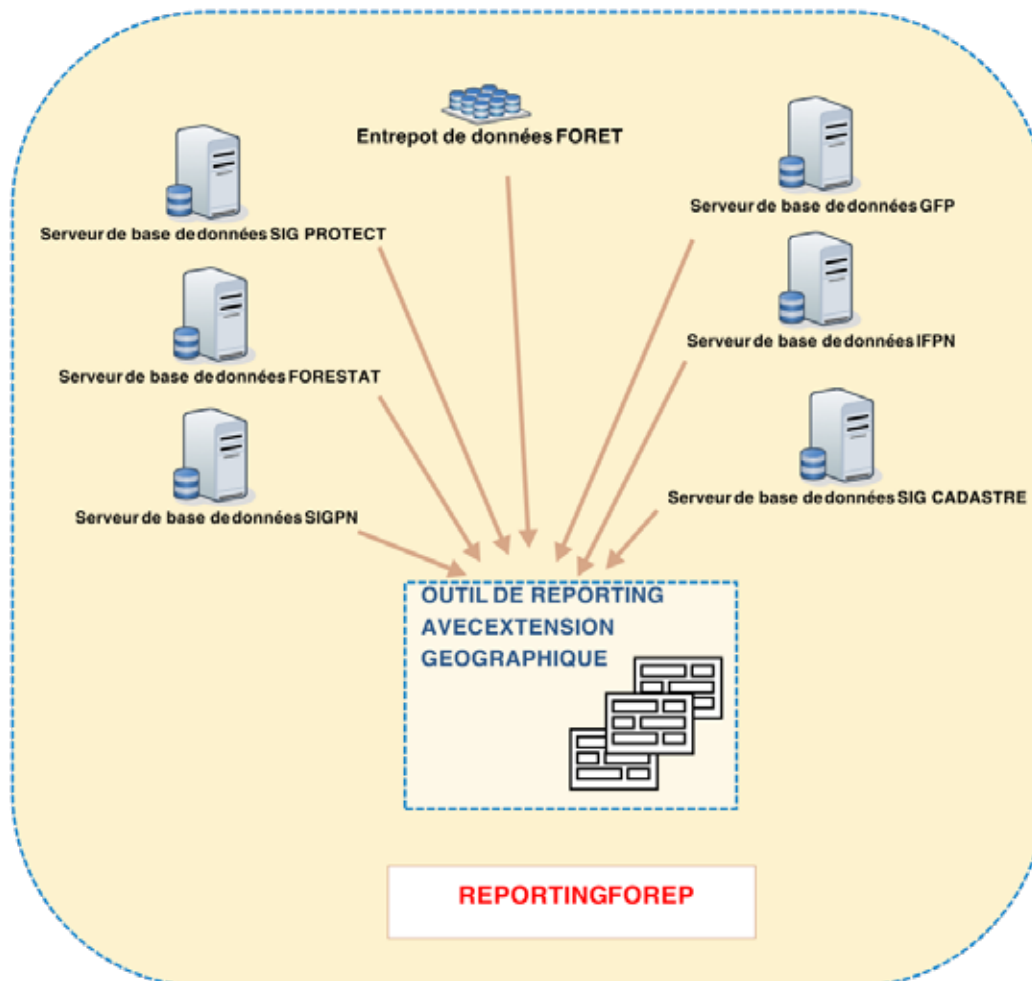 Entrepot de données FORET
Serveur de base de données SIG PROTECT
Serveur de base de données GFP
Serveur de base de données FORESTAT
Serveur de base de données IFPN
Serveur de base de données SIGPN
Serveur de base de données SIG CADASTRE
OUTIL DE REPORTING
AVECEXTENSION
GEOGRAPHIQUE
REPORTINGFOREP